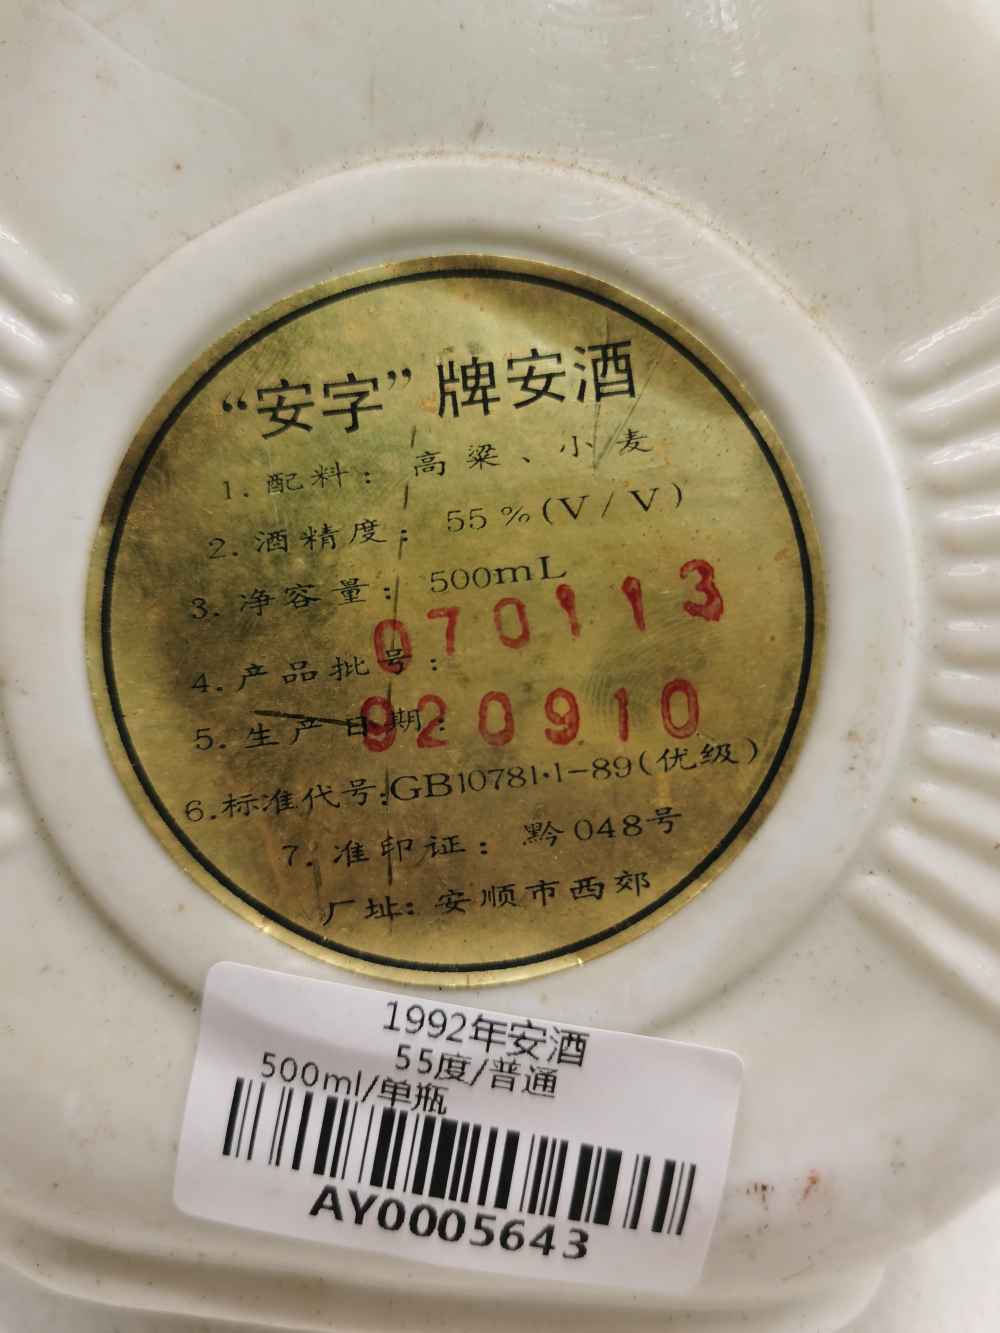 “安字”牌安酒
1. 配料：高粱、小麦
2. 酒精度：55%(V/V)
3. 净容量：500mL
4. 产品批号：070113
5. 生产日期：920910
6.标准代号:GB10781·1-89(优级)
7. 准印证：黔048号
厂址：安顺市西郊
1992年安酒
55度/普通
500ml/单瓶
AY0005643